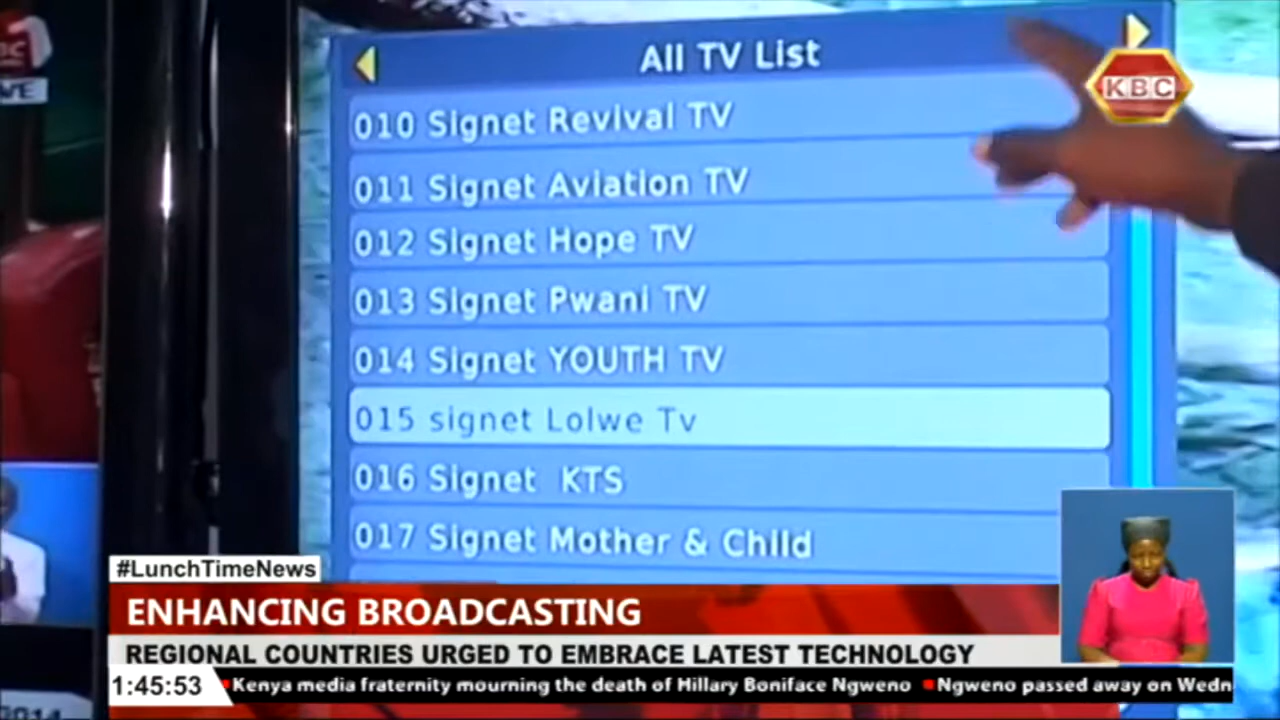 All TV List
KBC
010 Signet Revival TV
011 Signet Aviation TV
012 Signet Hope TV
013 Signet Pwani TV
014 Signet YOUTH TV
015 signet Lolwe Tv
016 Signet KTS
017 Signet Mother & Child
#LunchTimeNews
ENHANCING BROADCASTING
REGIONAL COUNTRIES URGED TO EMBRACE LATEST TECHNOLOGY
1:45:53 Kenya media fraternity mourning the death of Hillary Boniface Ngweno Ngweno passed away on Wedn